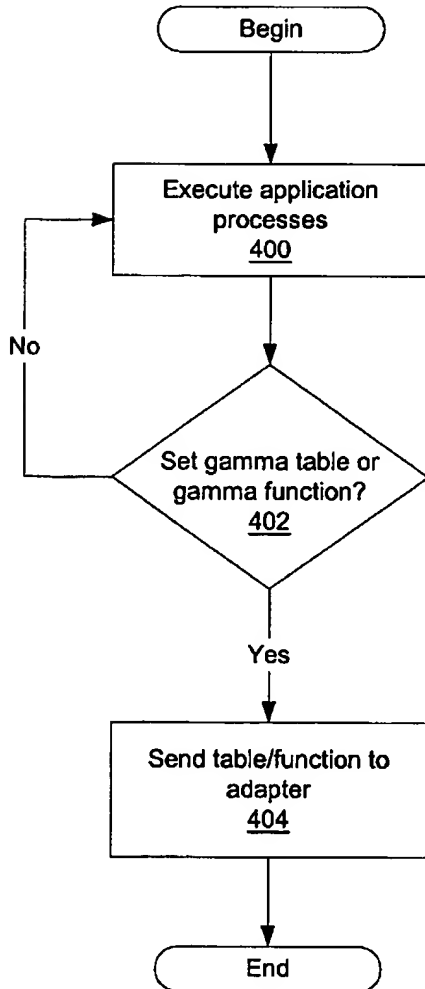 Begin
Execute application
processes
400
No
Set gamma table or
gamma function?
402
Yes
Send table/function to
adapter
404
End